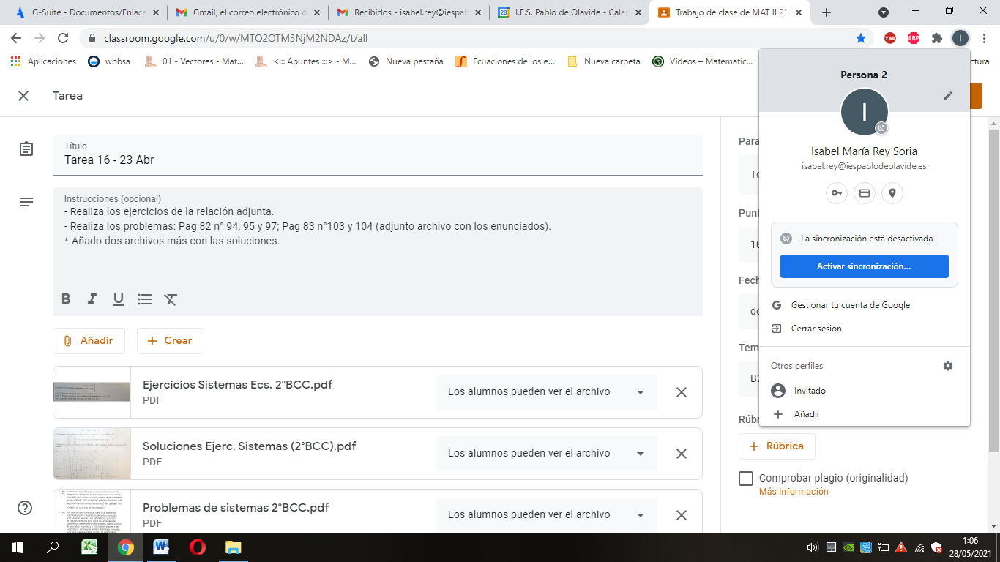 G-Suite - Documentos/Enlace
Gmail, el correo electrónico d
Recibidos - isabel.rey@iespab
I.E.S. Pablo de Olavide - Calen
Trabajo de clase de MAT II 2º
classroom.google.com/u/0/w/MTQ2OTM3NjM2NDAz/t/all
YAB
ABP
I
Aplicaciones
wbbsa
01 - Vectores - Mat...
<::: Apuntes :::> - M...
Nueva pestaña
Ecuaciones de los e...
Nueva carpeta
Videos – Matematic...
ctura
Tarea
Título
Tarea 16 - 23 Abr
Instrucciones (opcional)
- Realiza los ejercicios de la relación adjunta.
- Realiza los problemas: Pag 82 n° 94, 95 y 97; Pag 83 n°103 y 104 (adjunto archivo con los enunciados).
* Añado dos archivos más con las soluciones.
B I U
Añadir
Crear
Ejercicios Sistemas Ecs. 2°BCC.pdf
PDF
Los alumnos pueden ver el archivo
Soluciones Ejerc. Sistemas (2°BCC).pdf
PDF
Los alumnos pueden ver el archivo
Problemas de sistemas 2°BCC.pdf
PDF
Los alumnos pueden ver el archivo
Para
To
Punt
10
Fech
Tem
B2
Rúbr
Rúbrica
Comprobar plagio (originalidad)
Más información
Persona 2
I
Isabel María Rey Soria
isabel.rey@iespablodeolavide.es
La sincronización está desactivada
Activar sincronización...
Gestionar tu cuenta de Google
Cerrar sesión
Otros perfiles
Invitado
Añadir
1:06
28/05/2021